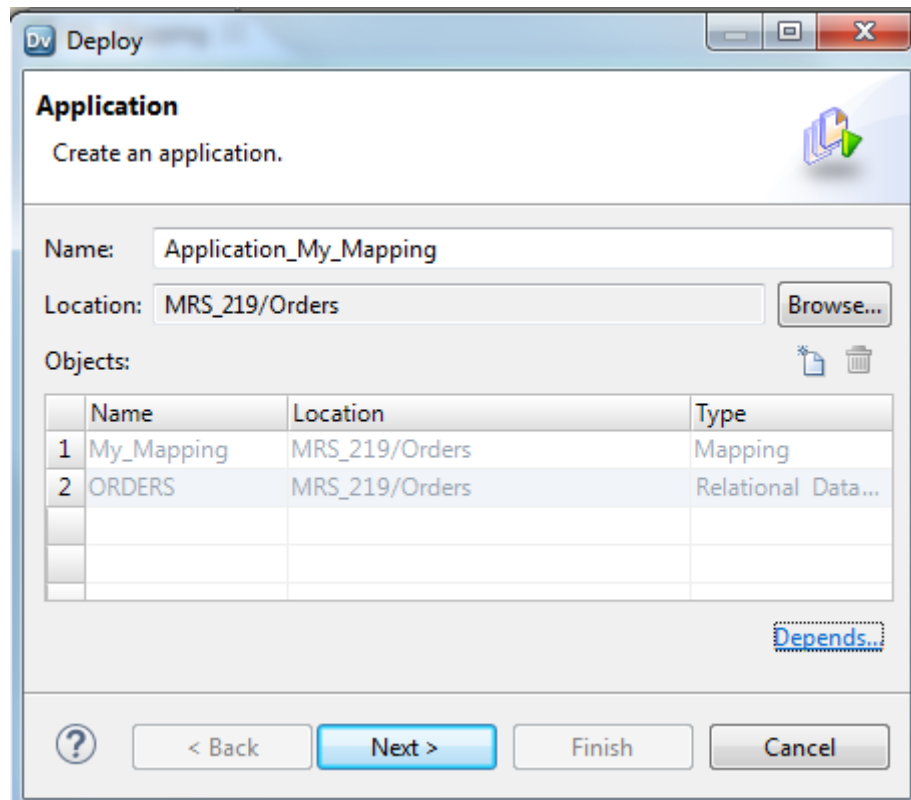 Dv Deploy
Application
Create an application.
Name: Application_My_Mapping
Location: MRS_219/Orders Browse...
Objects:
Name Location Type
1 My_Mapping MRS_219/Orders Mapping
2 ORDERS MRS_219/Orders Relational Data...
Depends...
? < Back Next > Finish Cancel